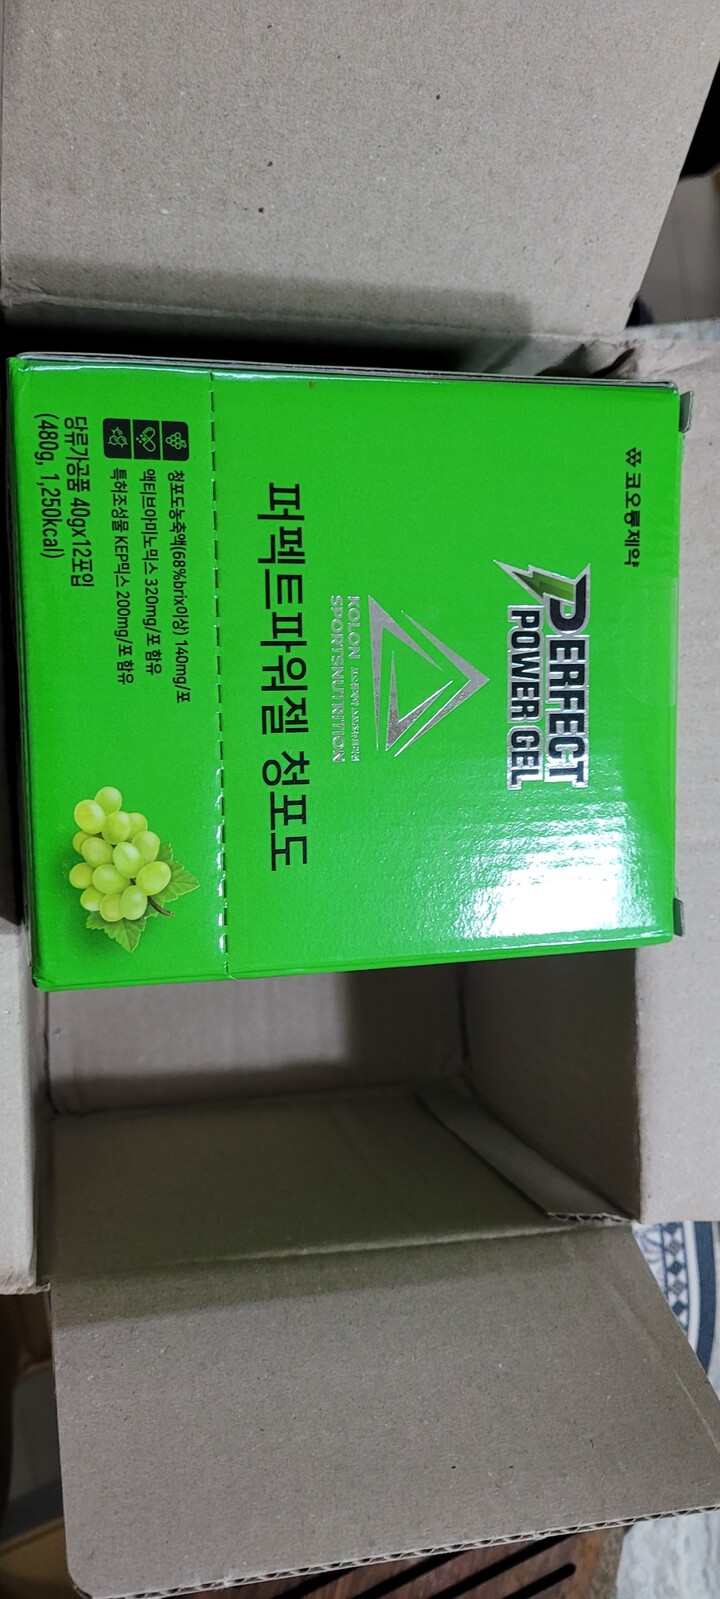 코오롱제약
PERFECT
POWER GEL
KOLON
SPORTSNUTRITION
퍼펙트파워젤 청포도
청포도농축액(68%brix이상) 140mg/포
액티브아미노믹스 320mg/포 함유
특허조성물 KEP믹스 200mg/포 함유
당류가공품 40gx12포입
(480g, 1,250kcal)